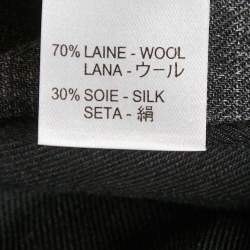 70% LAINE - WOOL
LANA - ウール
30% SOIE - SILK
SETA - 絹